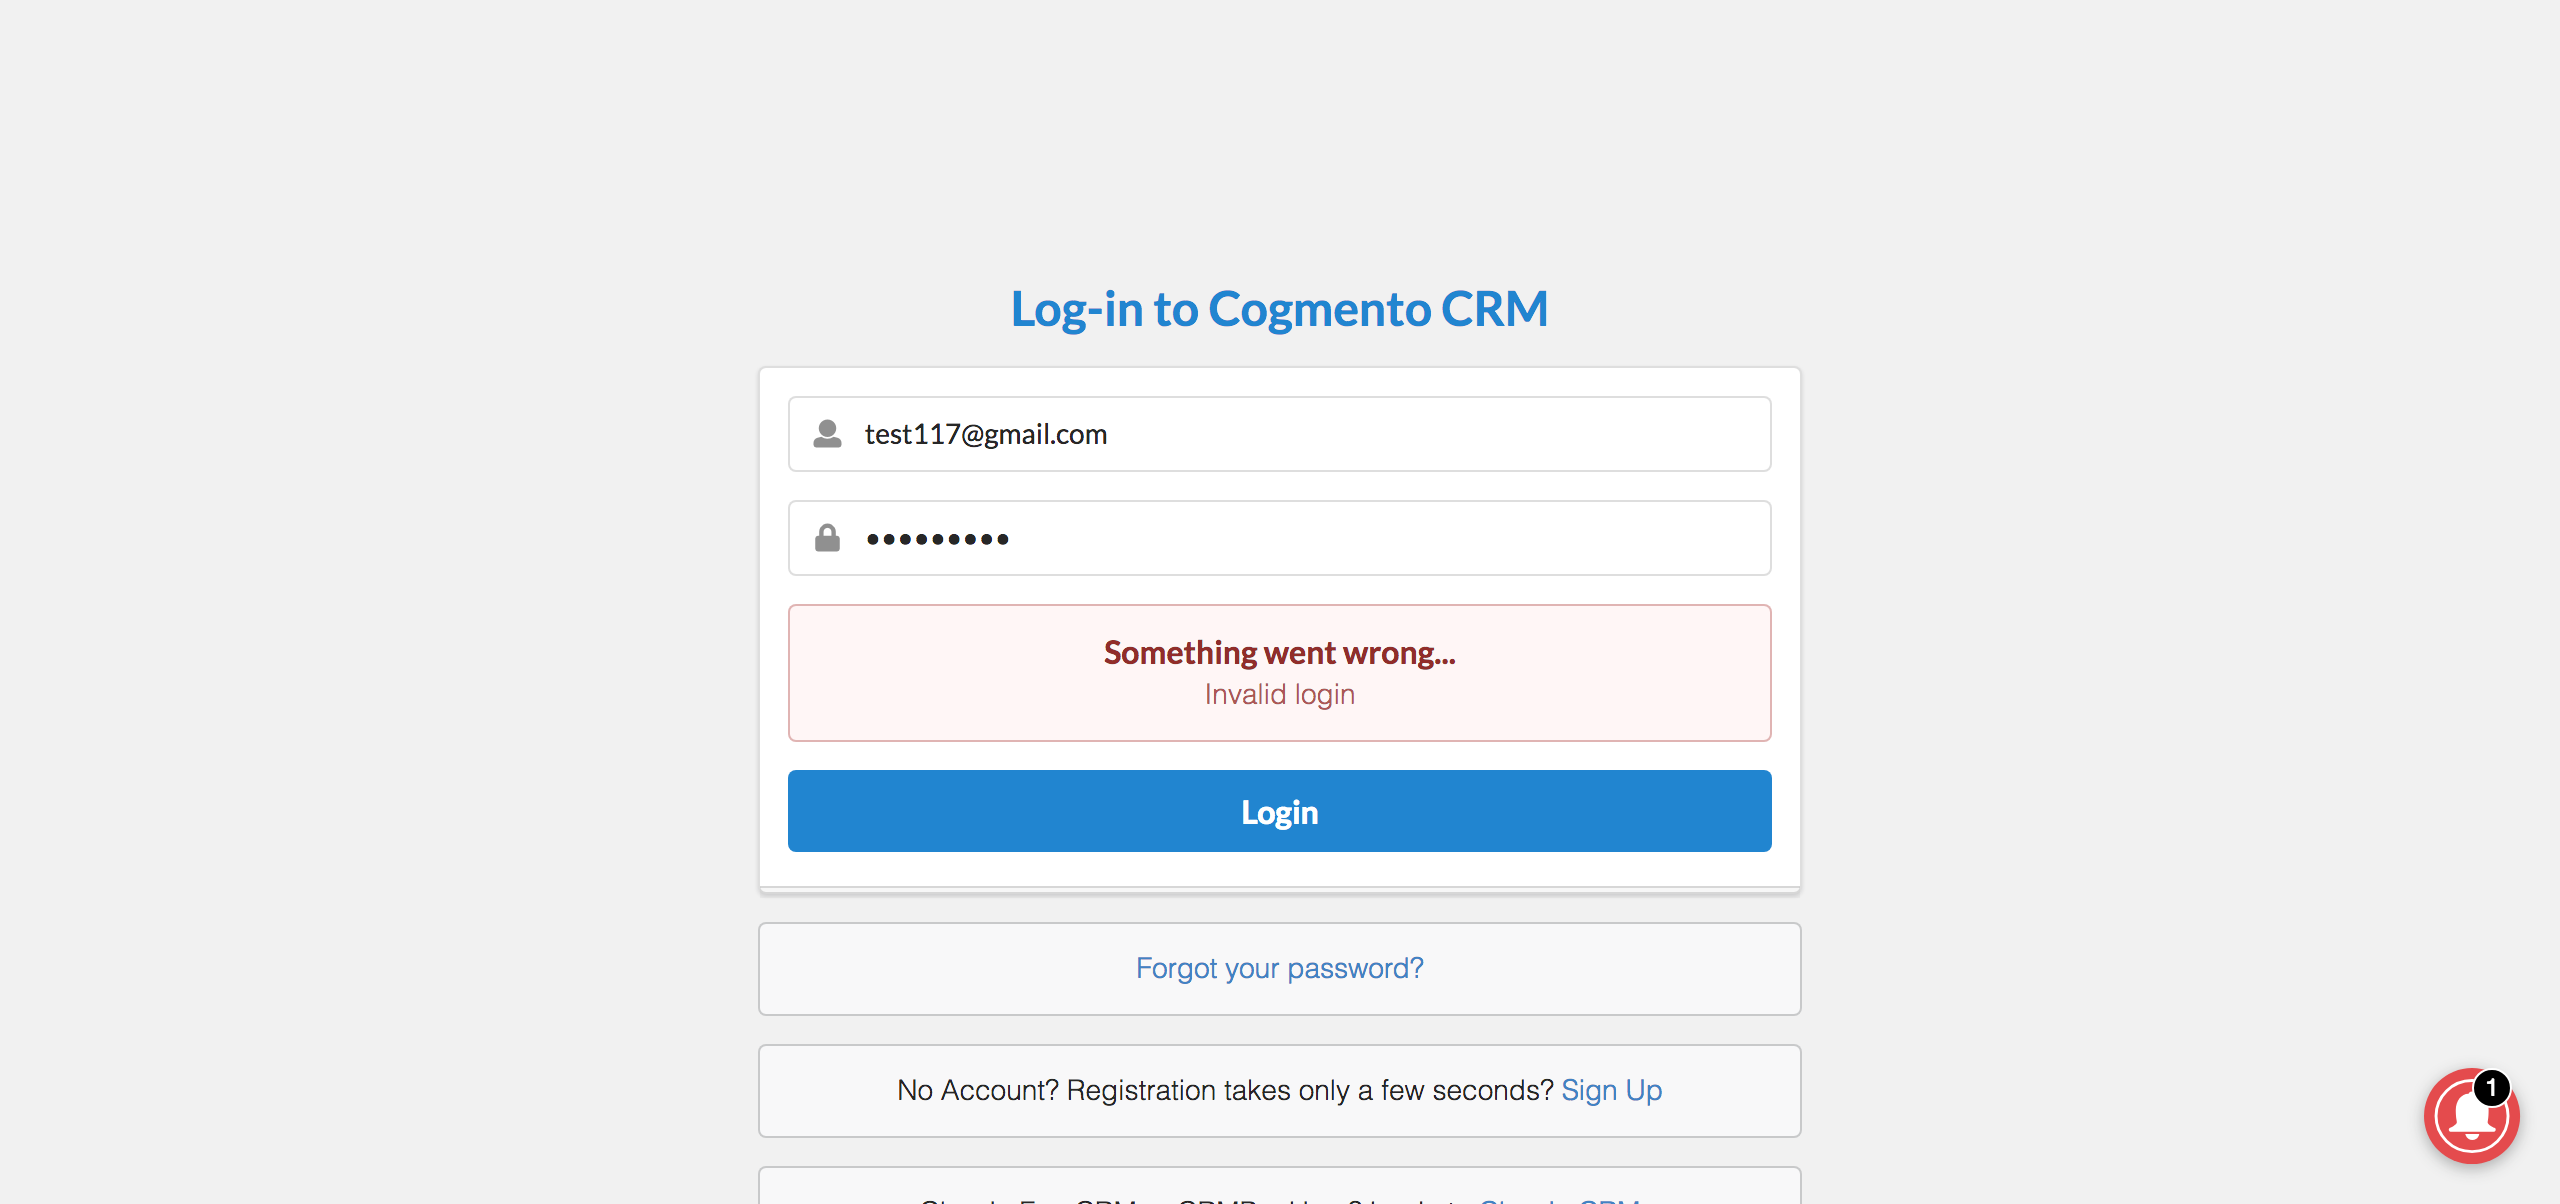 Log-in to Cogmento CRM
test117@gmail.com
•••••••••
Something went wrong...
Invalid login
Login
Forgot your password?
No Account? Registration takes only a few seconds? Sign Up
1